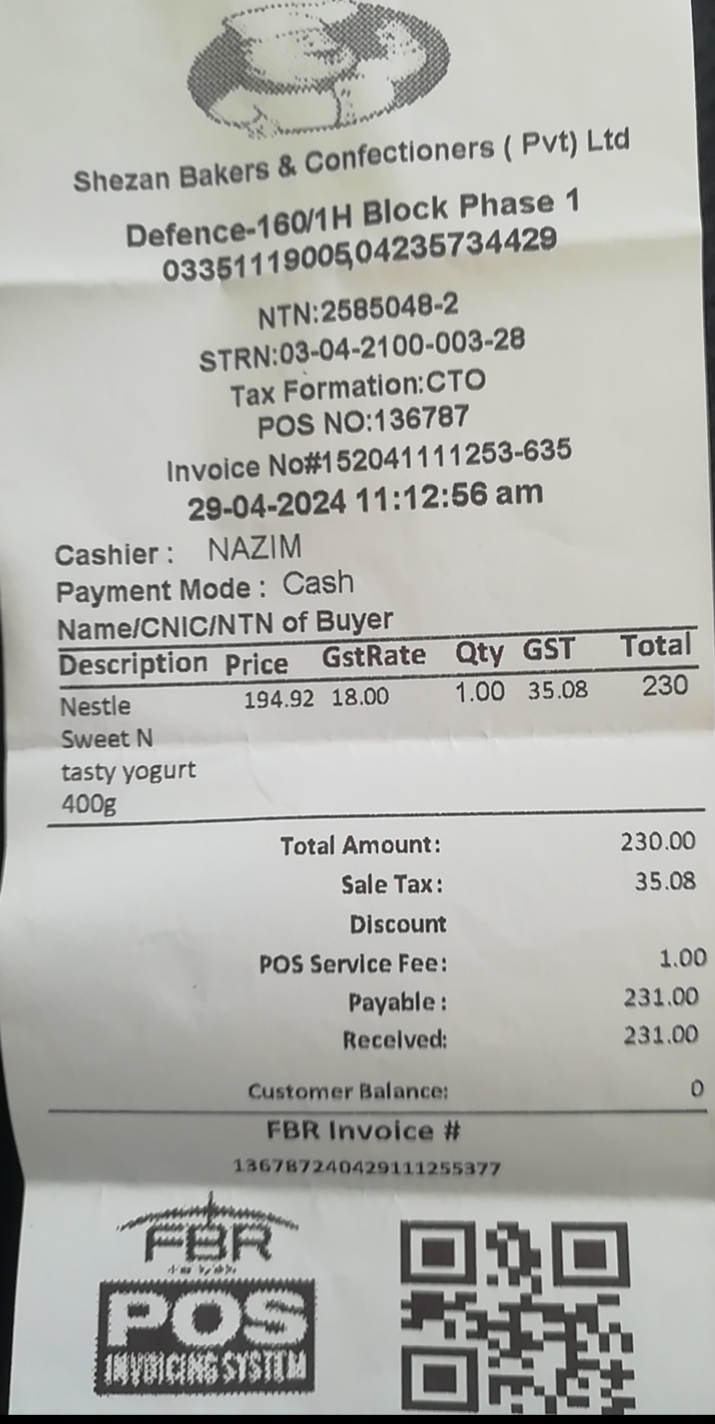 Shezan Bakers & Confectioners ( Pvt) Ltd
Defence-160/1H Block Phase 1
03351119005,04235734429
NTN:2585048-2
STRN:03-04-2100-003-28
Tax Formation:CTO
POS NO:136787
Invoice No#152041111253-635
29-04-2024 11:12:56 am
Cashier : NAZIM
Payment Mode : Cash
Name/CNIC/NTN of Buyer
Description Price GstRate Qty GST Total
Nestle 194.92 18.00 1.00 35.08 230
Sweet N
tasty yogurt
400g
Total Amount: 230.00
Sale Tax: 35.08
Discount
POS Service Fee: 1.00
Payable : 231.00
Received: 231.00
Customer Balance: 0
FBR Invoice #
136787240429111255377
FBR
POS
INVOICING SYSTEM